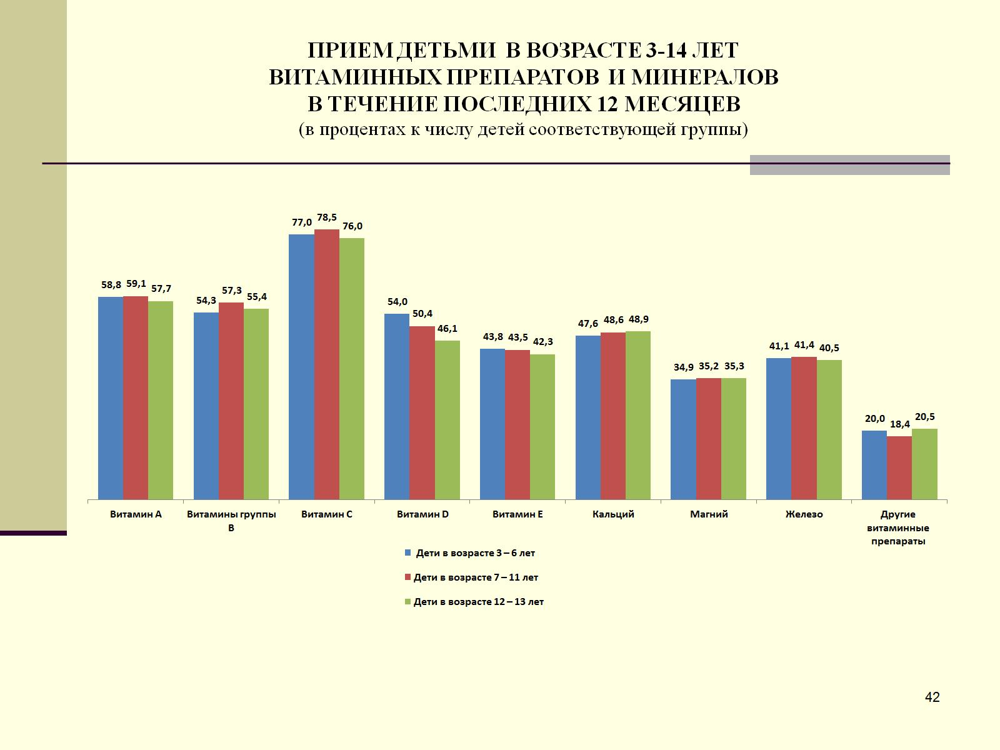 ПРИЕМ ДЕТЬМИ В ВОЗРАСТЕ 3-14 ЛЕТ
ВИТАМИННЫХ ПРЕПАРАТОВ И МИНЕРАЛОВ
В ТЕЧЕНИЕ ПОСЛЕДНИХ 12 МЕСЯЦЕВ
(в процентах к числу детей соответствующей группы)
58,8 59,1 57,7
54,3 57,3 55,4
77,0 78,5 76,0
54,0 50,4 46,1
43,8 43,5 42,3
47,6 48,6 48,9
34,9 35,2 35,3
41,1 41,4 40,5
20,0 18,4 20,5
Витамин А
Витамины группы
В
Витамин С
Витамин D
Витамин Е
Кальций
Магний
Железо
Другие
витаминные
препараты
Дети в возрасте 3 – 6 лет
Дети в возрасте 7 – 11 лет
Дети в возрасте 12 – 13 лет
42